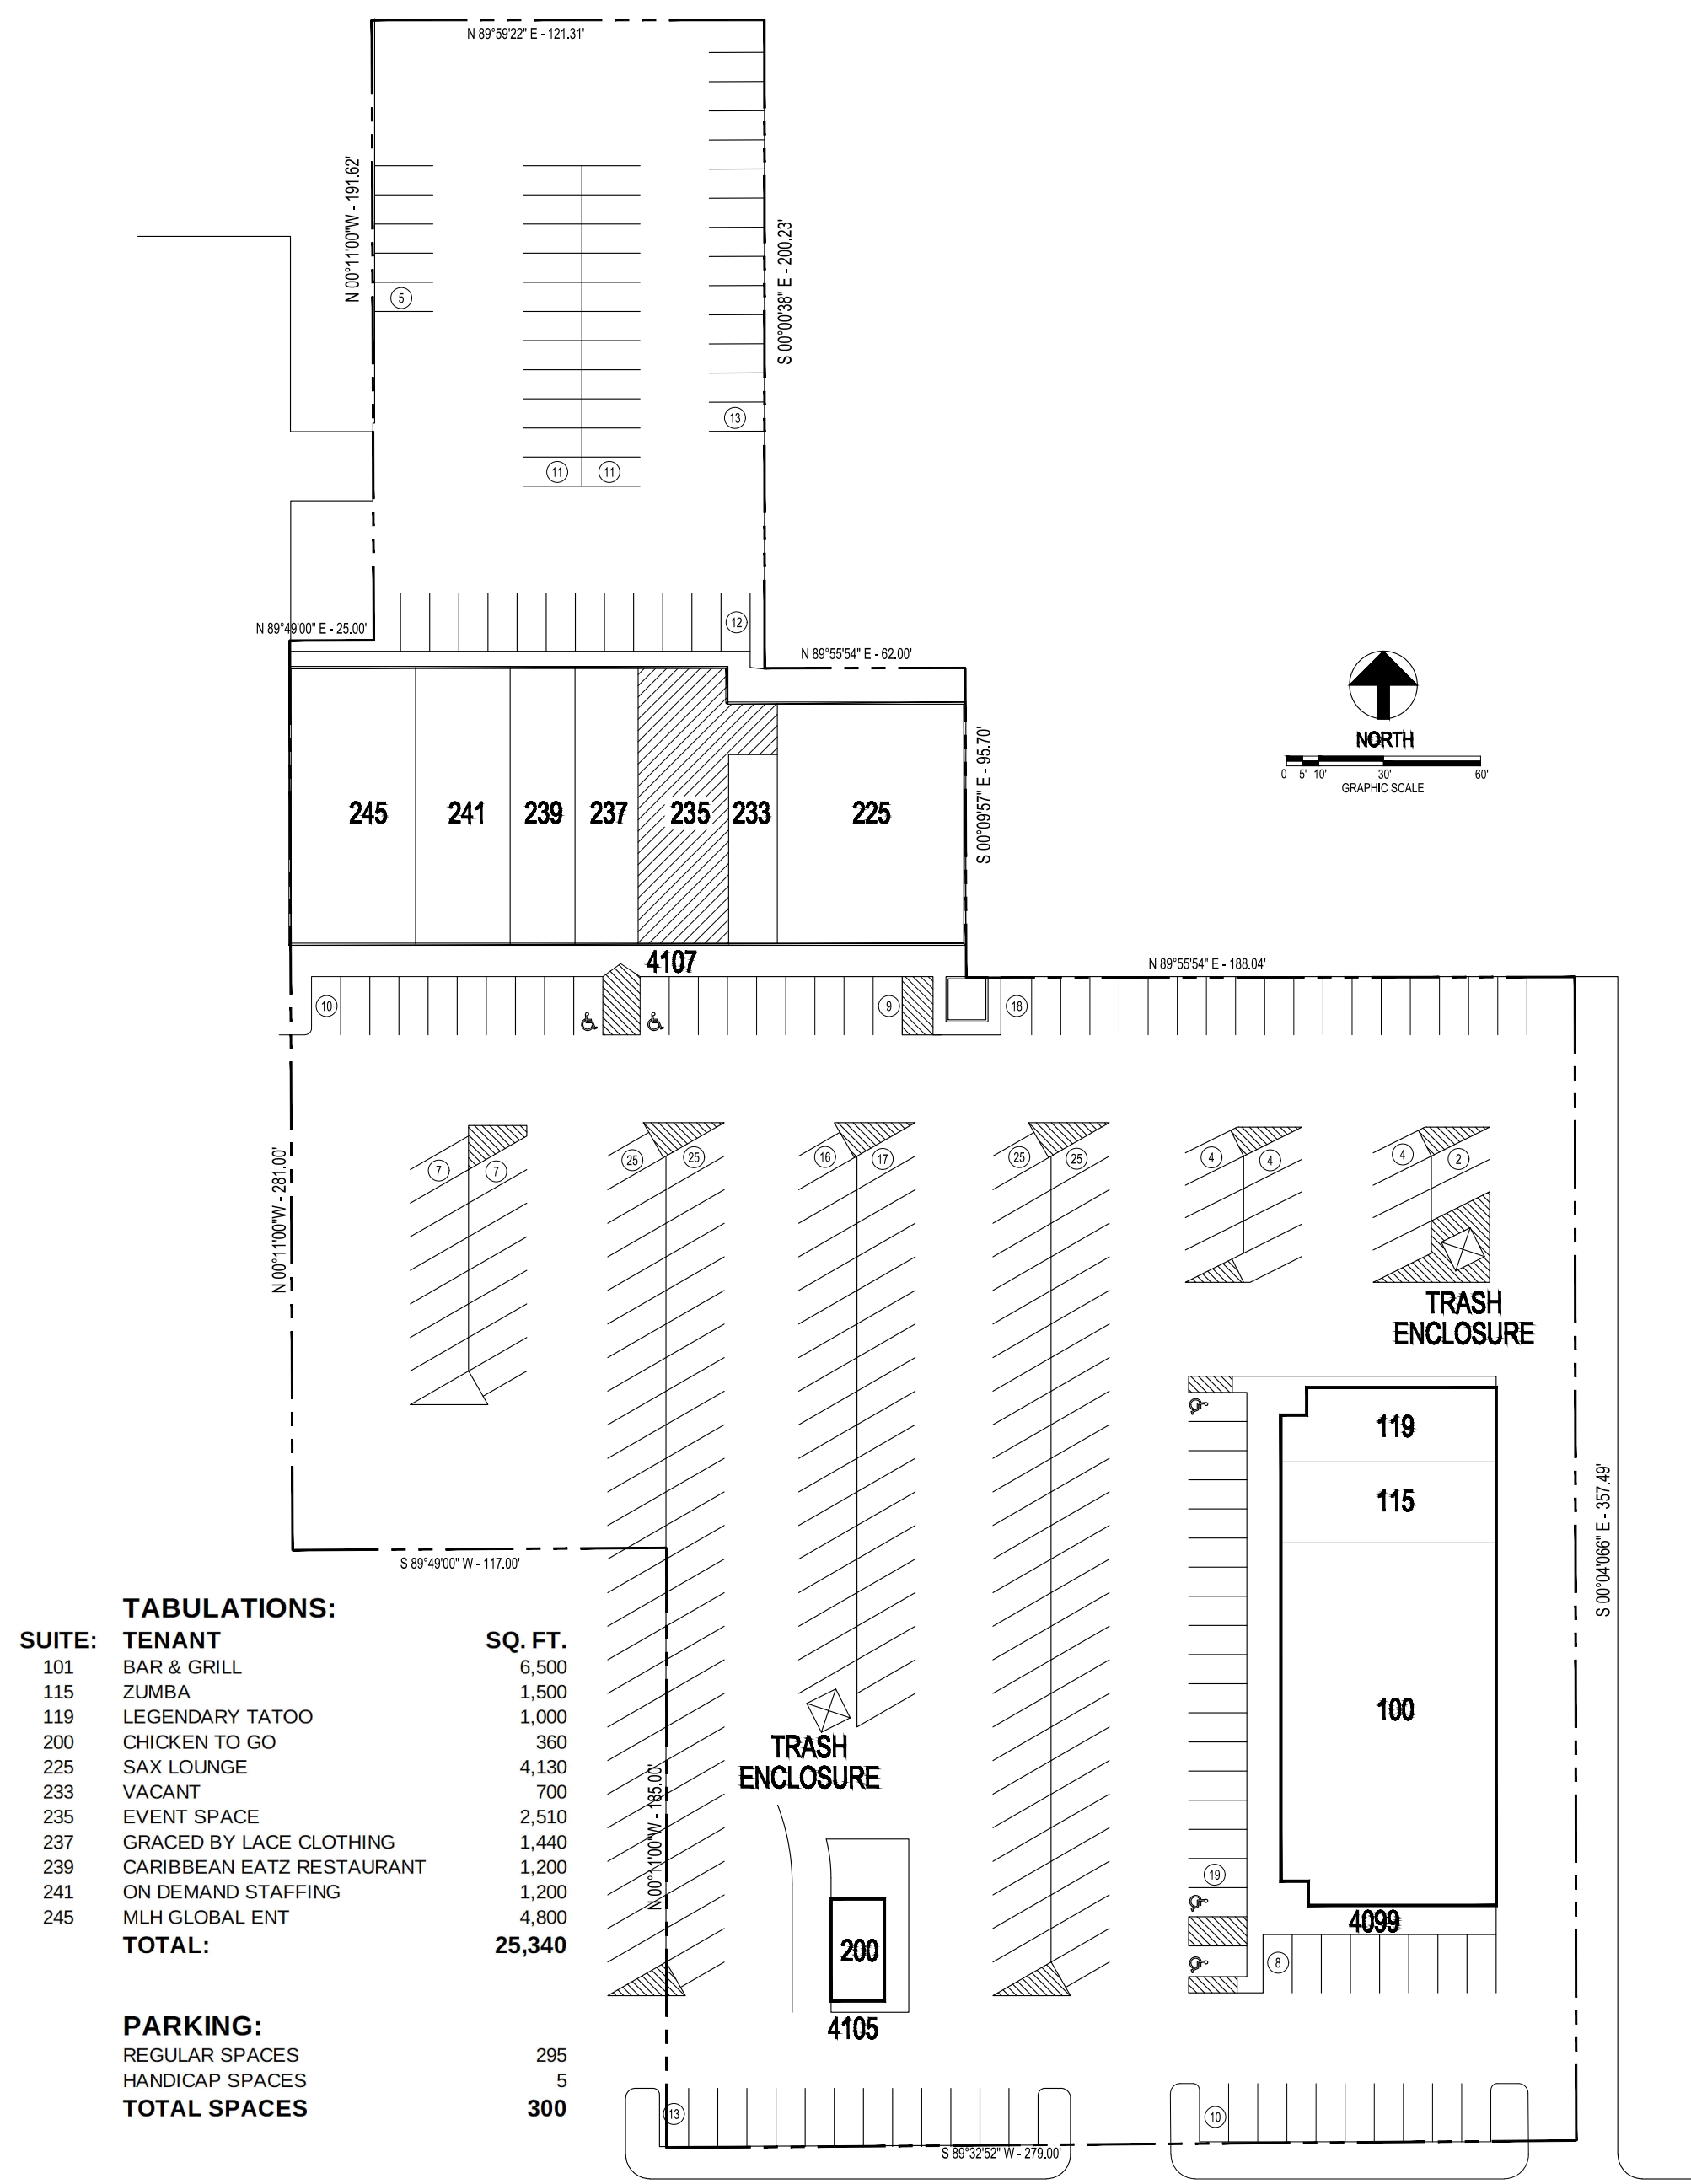 N 89°59'22" E - 121.31'
N 00°11'00"W - 191.62'
S 00°00'38" E - 200.23'
5
13
11 11
12
N 89°49'00" E - 25.00'
N 89°55'54" E - 62.00'
NORTH
0 5' 10' 30' 60'
GRAPHIC SCALE
S 00°09'57" E - 95.70'
245 241 239 237 235 233 225
4107
N 89°55'54" E - 188.04'
10 9 18
N 00°11'00"W - 281.00'
7 7 25 25 16 17 25 25 4 4 4 2
TRASH
ENCLOSURE
119
115
100
S 00°04'066" E - 357.49'
S 89°49'00" W - 117.00'
TABULATIONS:
SUITE: TENANT SQ. FT.
101 BAR & GRILL 6,500
115 ZUMBA 1,500
119 LEGENDARY TATOO 1,000
200 CHICKEN TO GO 360
225 SAX LOUNGE 4,130
233 VACANT 700
235 EVENT SPACE 2,510
237 GRACED BY LACE CLOTHING 1,440
239 CARIBBEAN EATZ RESTAURANT 1,200
241 ON DEMAND STAFFING 1,200
245 MLH GLOBAL ENT 4,800
TOTAL: 25,340
TRASH
ENCLOSURE
N 00°11'00"W - 185.00'
19
4099
200
8
4105
PARKING:
REGULAR SPACES 295
HANDICAP SPACES 5
TOTAL SPACES 300
13 10
S 89°32'52" W - 279.00'